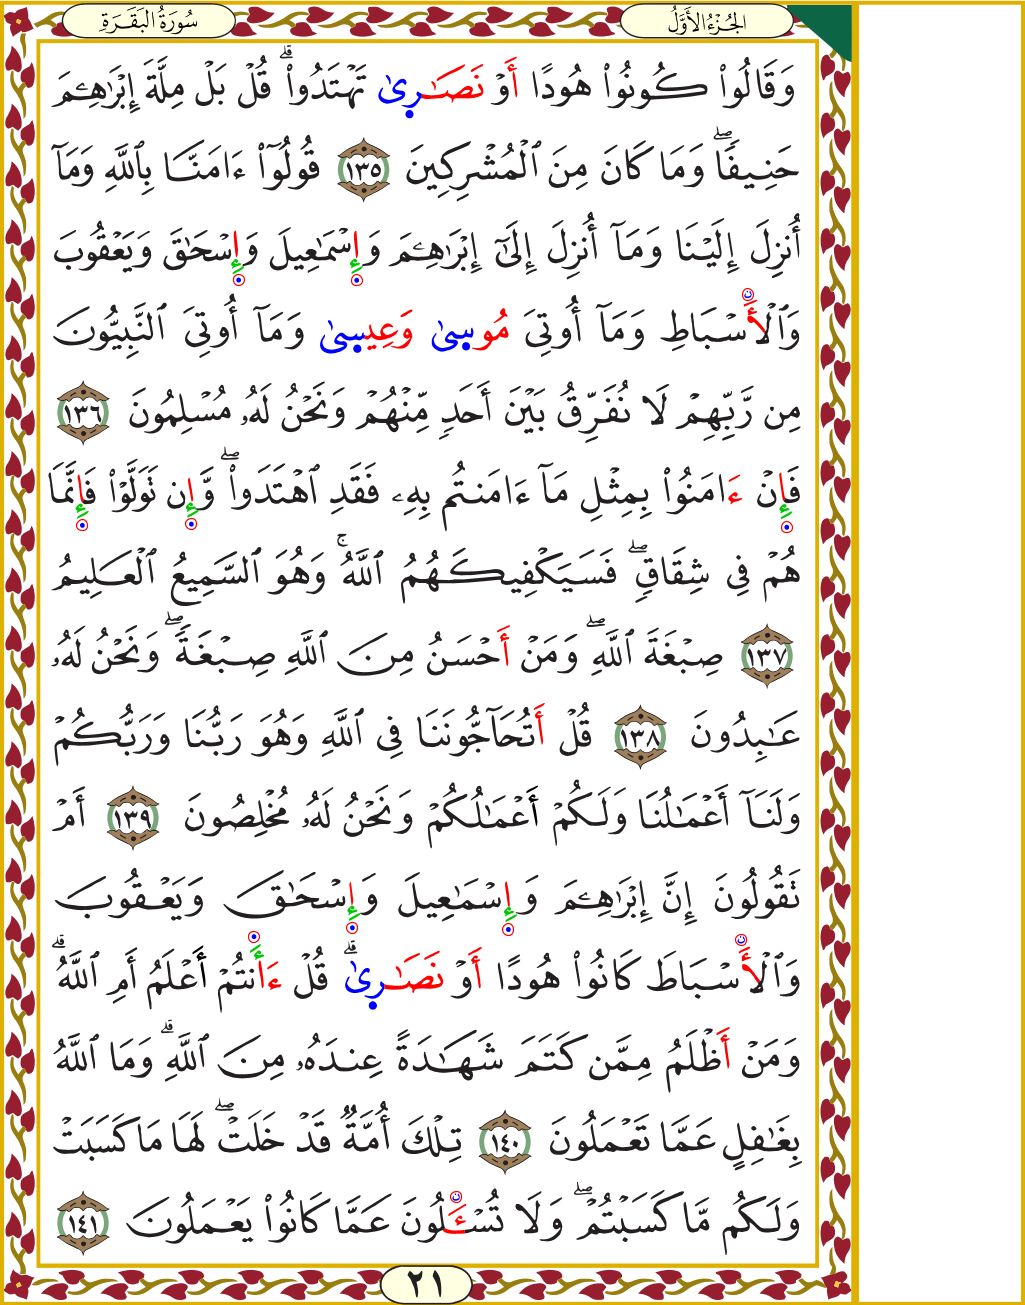 سُورَةُ البَقَرَةِ
الجُزْءُ الأَوَّلُ
وَقَالُوا۟ كُونُوا۟ هُودًا أَوْ نَصَـٰرِىٰ تَهْتَدُوا۟ ۗ قُلْ بَلْ مِلَّةَ إِبْرَٰهِـۧمَ
حَنِيفًا ۖ وَمَا كَانَ مِنَ ٱلْمُشْرِكِينَ ١٣٥ قُولُوٓا۟ ءَامَنَّا بِٱللَّهِ وَمَآ
أُنزِلَ إِلَيْنَا وَمَآ أُنزِلَ إِلَىٰٓ إِبْرَٰهِـۧمَ وَإِسْمَـٰعِيلَ وَإِسْحَـٰقَ وَيَعْقُوبَ
وَٱلْأَسْبَاطِ وَمَآ أُوتِىَ مُوسِىٰ وَعِيسِىٰ وَمَآ أُوتِىَ ٱلنَّبِيُّونَ
مِن رَّبِّهِمْ لَا نُفَرِّقُ بَيْنَ أَحَدٍ مِّنْهُمْ وَنَحْنُ لَهُۥ مُسْلِمُونَ ١٣٦
فَإِنْ ءَامَنُوا۟ بِمِثْلِ مَآ ءَامَنتُم بِهِۦ فَقَدِ ٱهْتَدَوا۟ ۖ وَّإِن تَوَلَّوْا۟ فَإِنَّمَا
هُمْ فِى شِقَاقٍ ۖ فَسَيَكْفِيكَهُمُ ٱللَّهُ ۚ وَهُوَ ٱلسَّمِيعُ ٱلْعَلِيمُ
١٣٧ صِبْغَةَ ٱللَّهِ ۖ وَمَنْ أَحْسَنُ مِنَ ٱللَّهِ صِبْغَةً ۖ وَنَحْنُ لَهُۥ
عَـٰبِدُونَ ١٣٨ قُلْ أَتُحَآجُّونَنَا فِى ٱللَّهِ وَهُوَ رَبُّنَا وَرَبُّكُمْ
وَلَنَآ أَعْمَـٰلُنَا وَلَكُمْ أَعْمَـٰلُكُمْ وَنَحْنُ لَهُۥ مُخْلِصُونَ ١٣٩ أَمْ
تَقُولُونَ إِنَّ إِبْرَٰهِـۧمَ وَإِسْمَـٰعِيلَ وَإِسْحَـٰقَ وَيَعْقُوبَ
وَٱلْأَسْبَاطَ كَانُوا۟ هُودًا أَوْ نَصَـٰرِىٰ ۗ قُلْ ءَأَنتُمْ أَعْلَمُ أَمِ ٱللَّهُ ۗ
وَمَنْ أَظْلَمُ مِمَّن كَتَمَ شَهَـٰدَةً عِندَهُۥ مِنَ ٱللَّهِ ۗ وَمَا ٱللَّهُ
بِغَـٰفِلٍ عَمَّا تَعْمَلُونَ ١٤٠ تِلْكَ أُمَّةٌ قَدْ خَلَتْ ۖ لَهَا مَا كَسَبَتْ
وَلَكُم مَّا كَسَبْتُمْ ۖ وَلَا تُسْـَٔلُونَ عَمَّا كَانُوا۟ يَعْمَلُونَ ١٤١
٢١